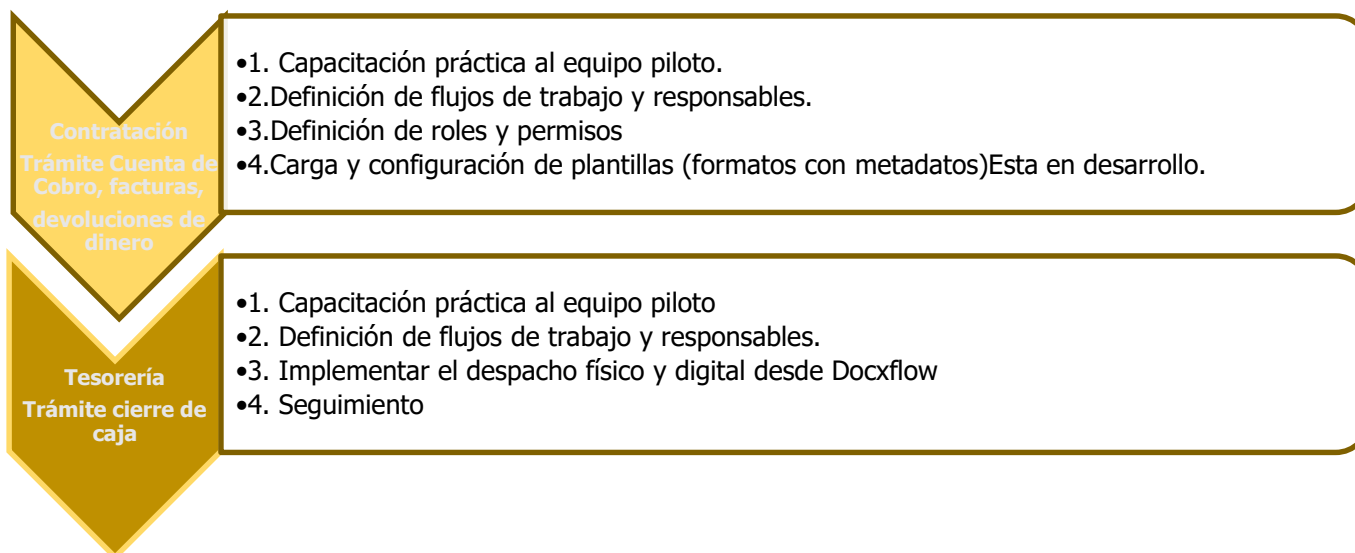 Contratación
Trámite Cuenta de
Cobro, facturas,
devoluciones de
dinero
•1. Capacitación práctica al equipo piloto.
•2.Definición de flujos de trabajo y responsables.
•3.Definición de roles y permisos
•4.Carga y configuración de plantillas (formatos con metadatos)Esta en desarrollo.
Tesorería
Trámite cierre de
caja
•1. Capacitación práctica al equipo piloto
•2. Definición de flujos de trabajo y responsables.
•3. Implementar el despacho físico y digital desde Docxflow
•4. Seguimiento